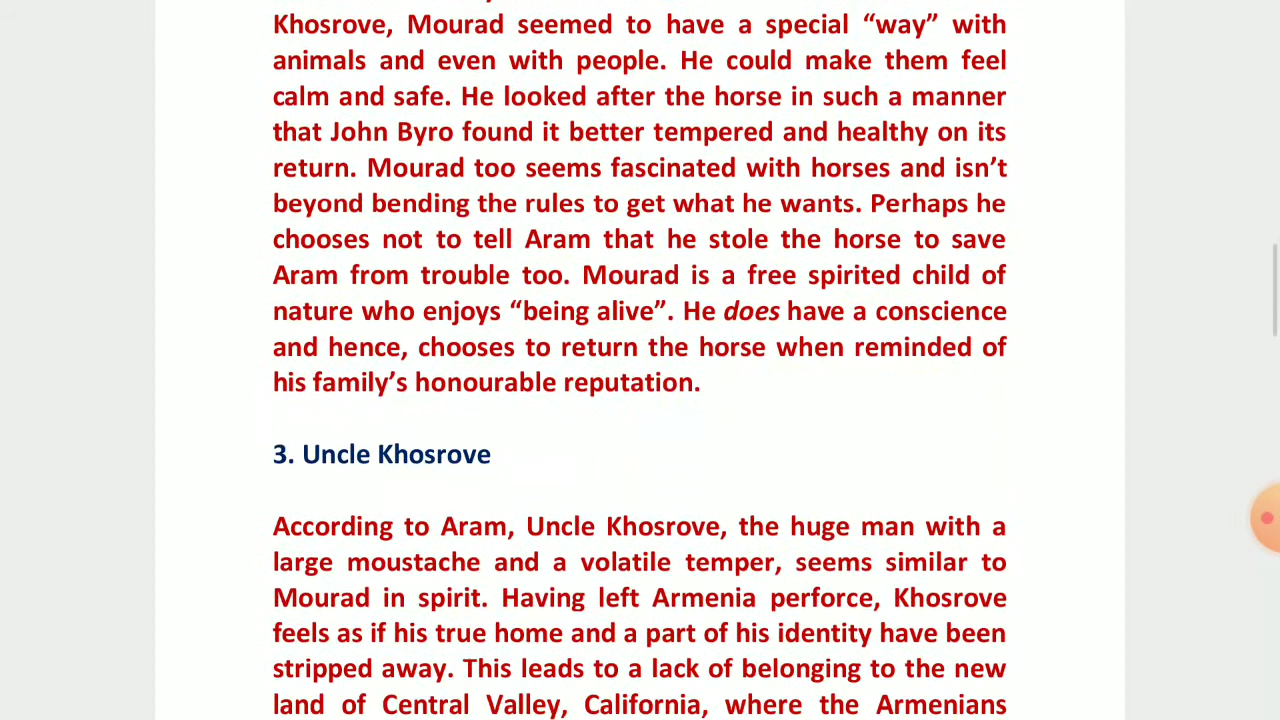 Khosrove, Mourad seemed to have a special “way” with
animals and even with people. He could make them feel
calm and safe. He looked after the horse in such a manner
that John Byro found it better tempered and healthy on its
return. Mourad too seems fascinated with horses and isn’t
beyond bending the rules to get what he wants. Perhaps he
chooses not to tell Aram that he stole the horse to save
Aram from trouble too. Mourad is a free spirited child of
nature who enjoys “being alive”. He does have a conscience
and hence, chooses to return the horse when reminded of
his family’s honourable reputation.
3. Uncle Khosrove
According to Aram, Uncle Khosrove, the huge man with a
large moustache and a volatile temper, seems similar to
Mourad in spirit. Having left Armenia perforce, Khosrove
feels as if his true home and a part of his identity have been
stripped away. This leads to a lack of belonging to the new
land of Central Valley, California, where the Armenians